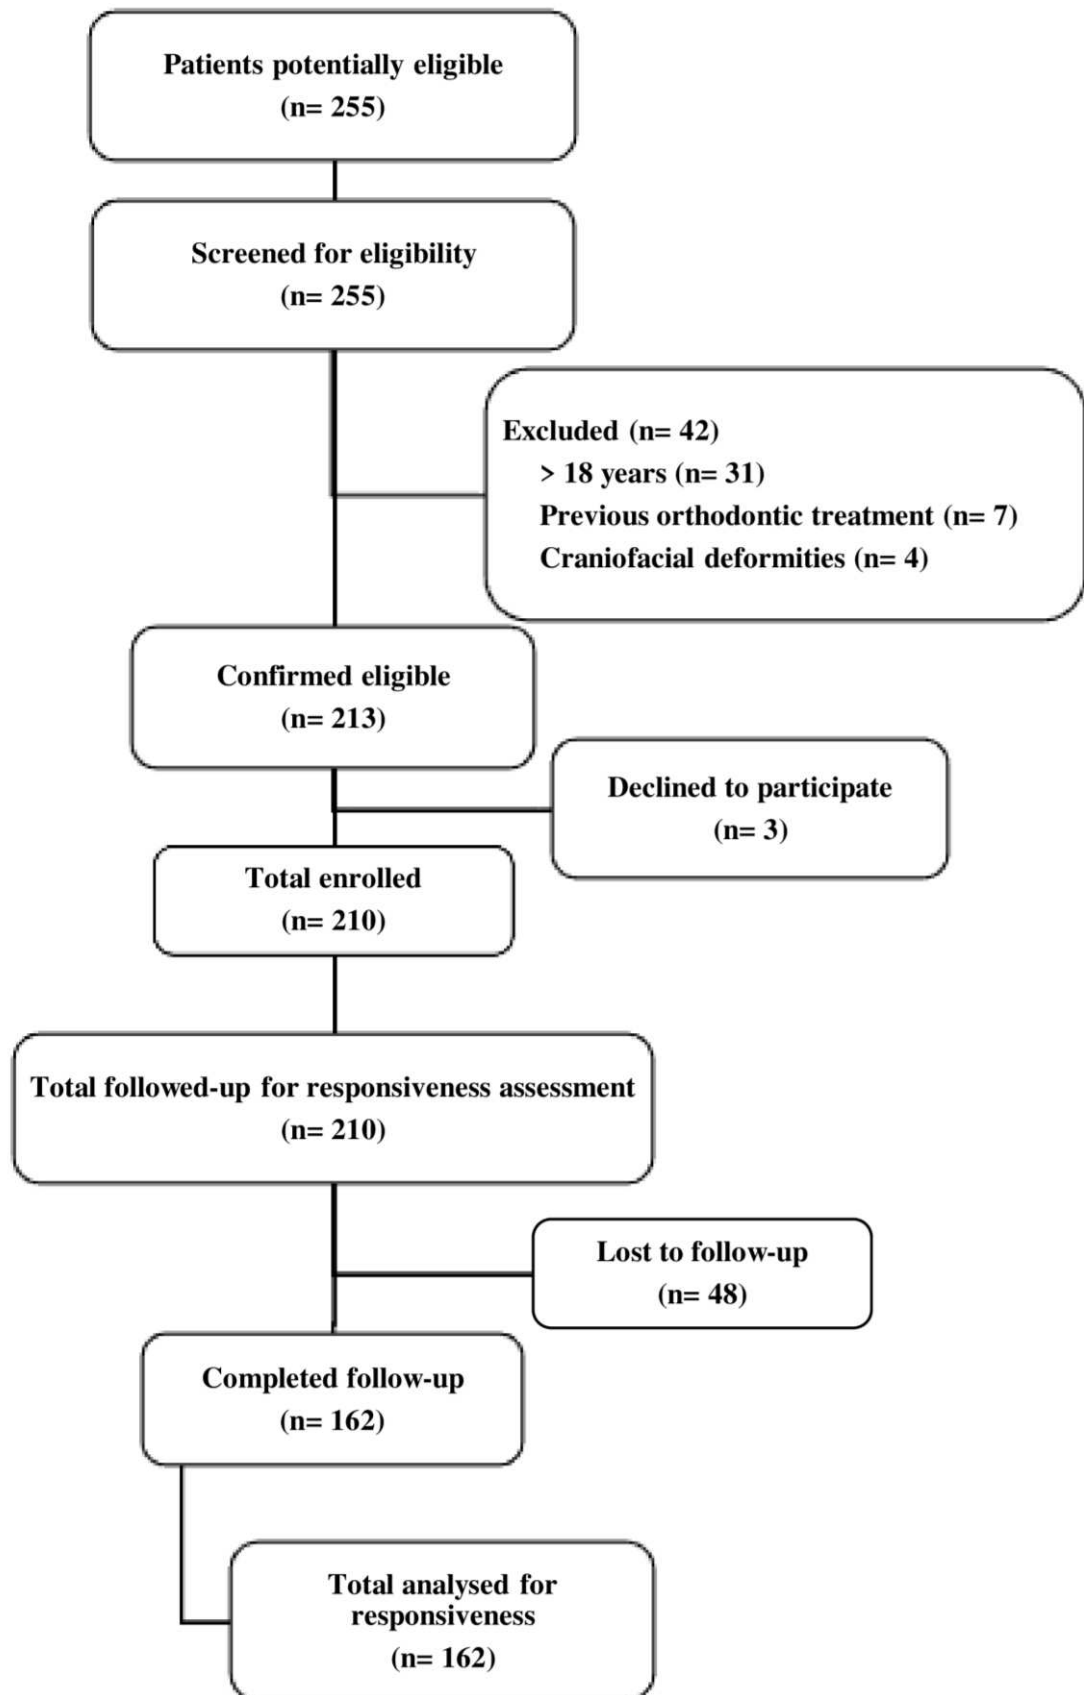 Patients potentially eligible
(n= 255)
Screened for eligibility
(n= 255)
Excluded (n= 42)
> 18 years (n= 31)
Previous orthodontic treatment (n= 7)
Craniofacial deformities (n= 4)
Confirmed eligible
(n= 213)
Declined to participate
(n= 3)
Total enrolled
(n= 210)
Total followed-up for responsiveness assessment
(n= 210)
Lost to follow-up
(n= 48)
Completed follow-up
(n= 162)
Total analysed for
responsiveness
(n= 162)